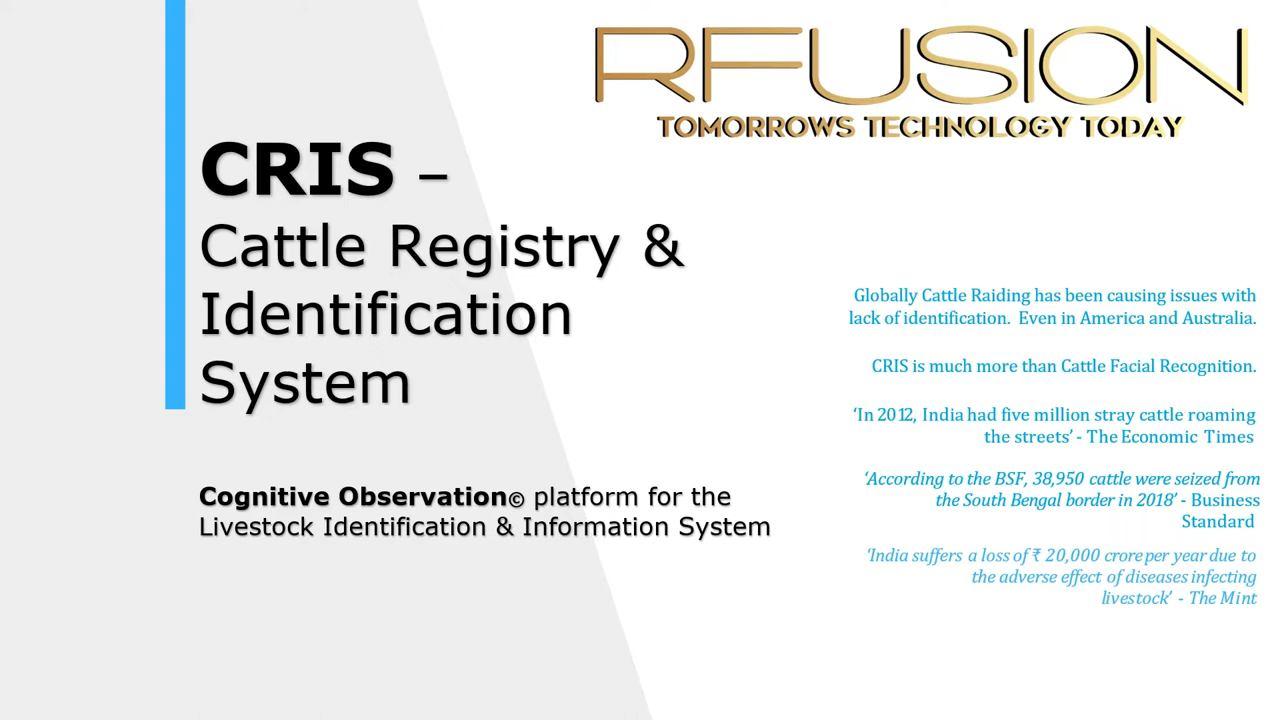 RFUSION
TOMORROWS TECHNOLOGY TODAY
CRIS –
Cattle Registry &
Identification
System
Cognitive Observation© platform for the
Livestock Identification & Information System
Globally Cattle Raiding has been causing issues with
lack of identification. Even in America and Australia.
CRIS is much more than Cattle Facial Recognition.
‘In 2012, India had five million stray cattle roaming
the streets’ - The Economic Times
‘According to the BSF, 38,950 cattle were seized from
the South Bengal border in 2018’ - Business
Standard
‘India suffers a loss of ₹ 20,000 crore per year due to
the adverse effect of diseases infecting
livestock’ - The Mint